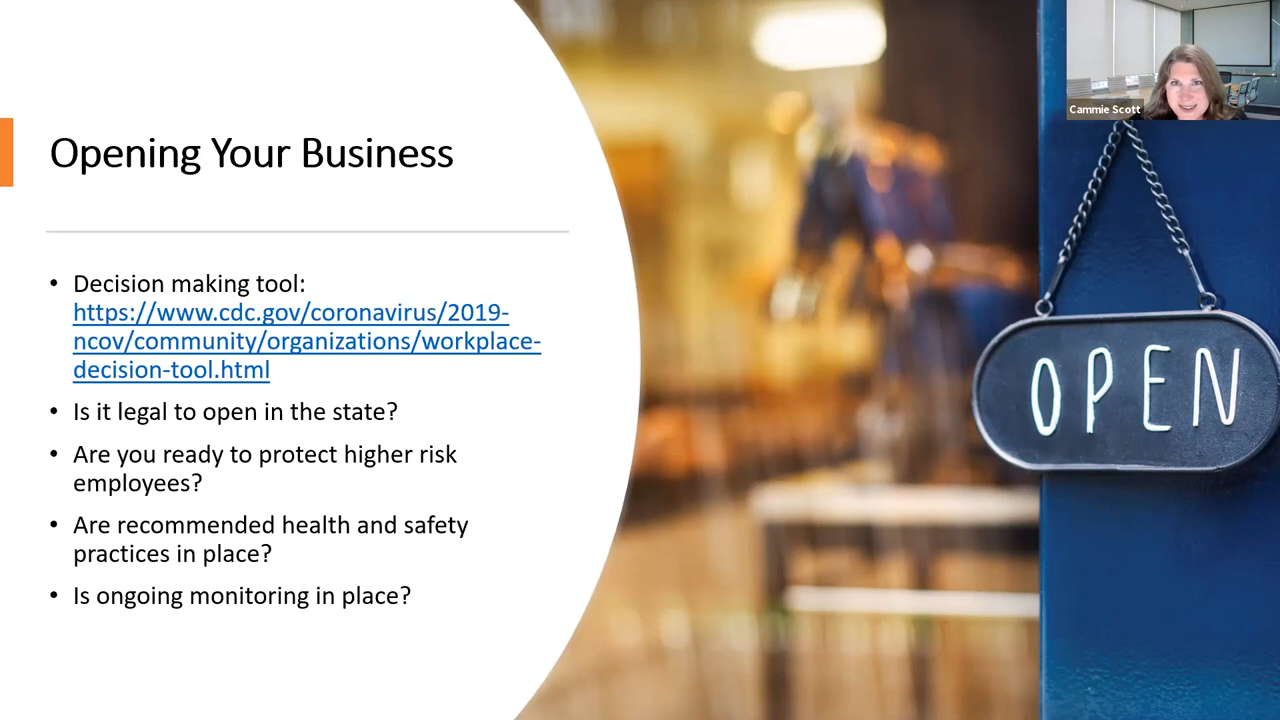 Cammie Scott
Opening Your Business
• Decision making tool:
https://www.cdc.gov/coronavirus/2019-
ncov/community/organizations/workplace-
decision-tool.html
• Is it legal to open in the state?
• Are you ready to protect higher risk
employees?
• Are recommended health and safety
practices in place?
• Is ongoing monitoring in place?
OPEN